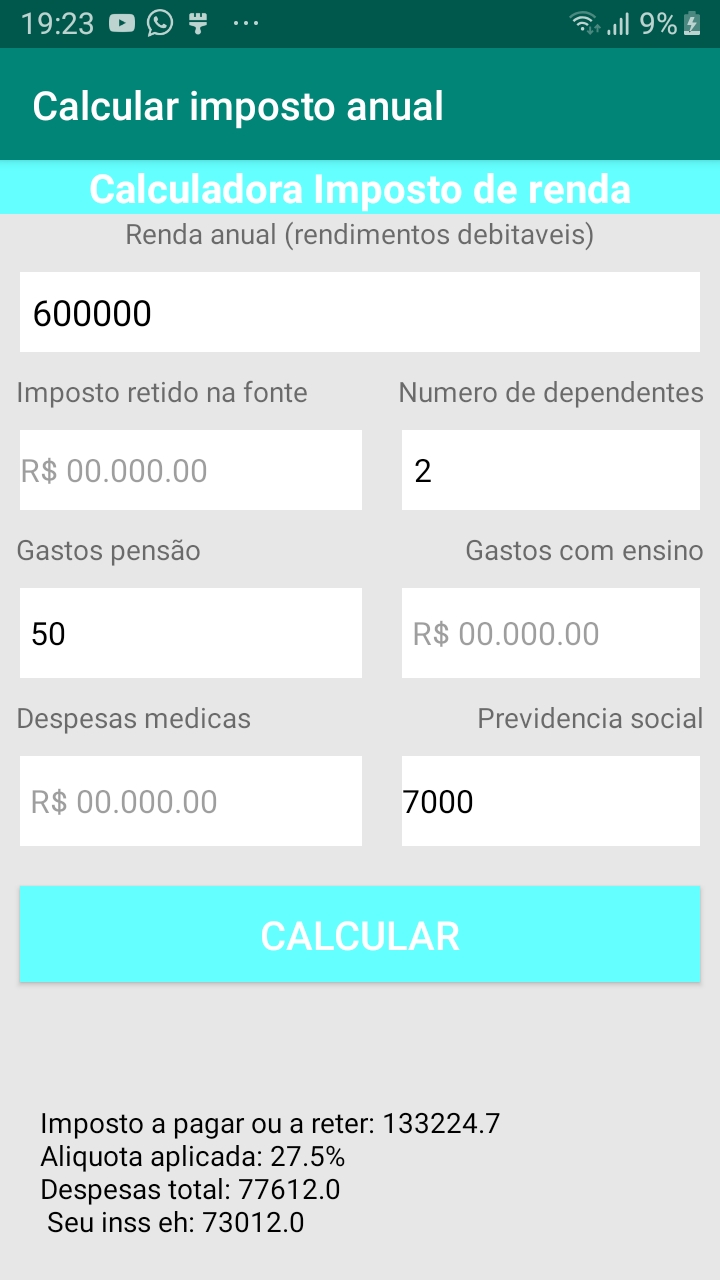 19:23
9%
Calcular imposto anual
Calculadora Imposto de renda
Renda anual (rendimentos debitaveis)
600000
Imposto retido na fonte
Numero de dependentes
R$ 00.000.00
2
Gastos pensão
Gastos com ensino
50
R$ 00.000.00
Despesas medicas
Previdencia social
R$ 00.000.00
7000
CALCULAR
Imposto a pagar ou a reter: 133224.7
Aliquota aplicada: 27.5%
Despesas total: 77612.0
Seu inss eh: 73012.0